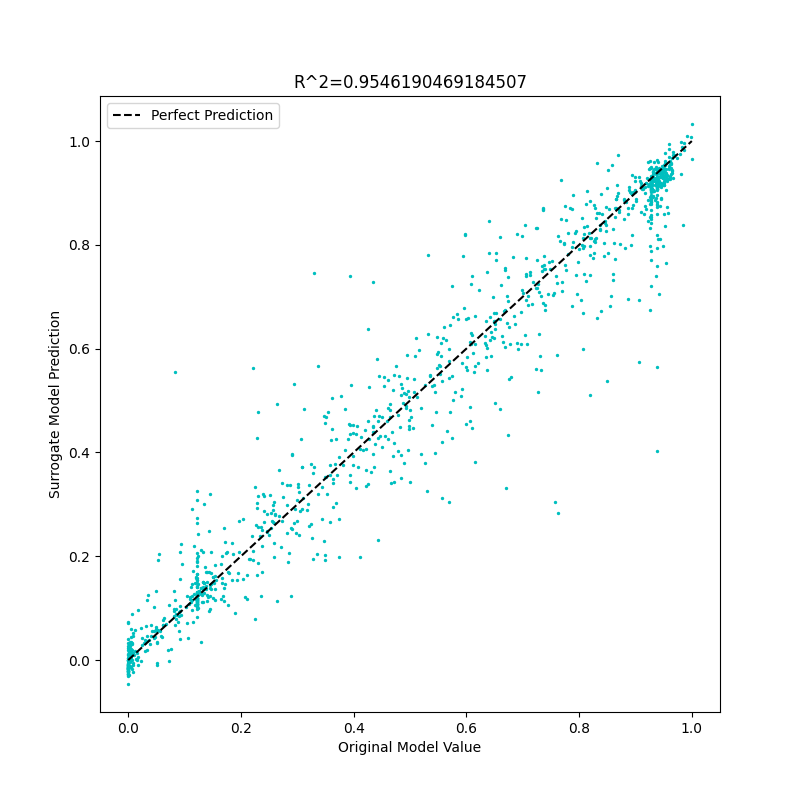 R^2=0.9546190469184507
Perfect Prediction
1.0
0.8
0.6
0.4
0.2
0.0
Surrogate Model Prediction
0.0 0.2 0.4 0.6 0.8 1.0
Original Model Value